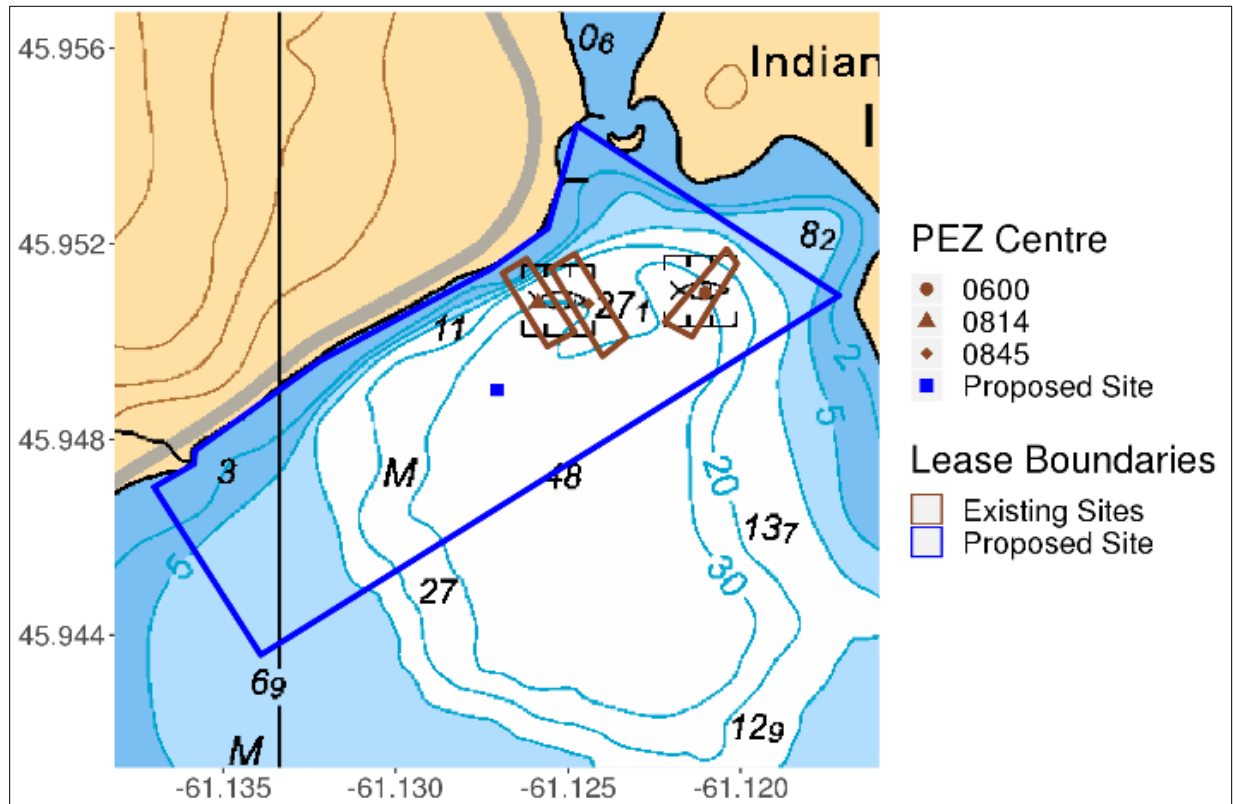 45.956
45.952
45.948
45.944
-61.135
-61.130
-61.125
-61.120
06
Indian
I
82
271
11
3
M
48
20
2
5
137
5
30
27
69
M
129
PEZ Centre
0600
0814
0845
Proposed Site
Lease Boundaries
Existing Sites
Proposed Site